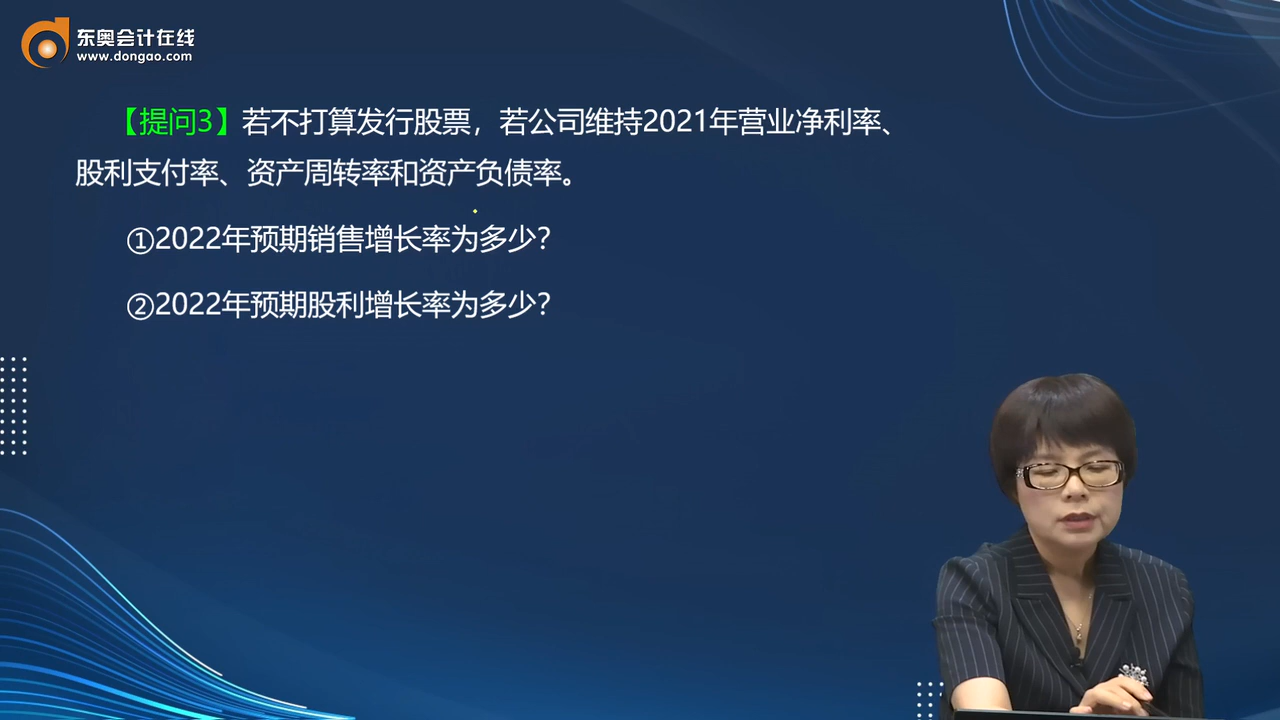 东奥会计在线
www.dongao.com
【提问3】若不打算发行股票，若公司维持2021年营业净利率、
股利支付率、资产周转率和资产负债率。
①2022年预期销售增长率为多少？
②2022年预期股利增长率为多少？